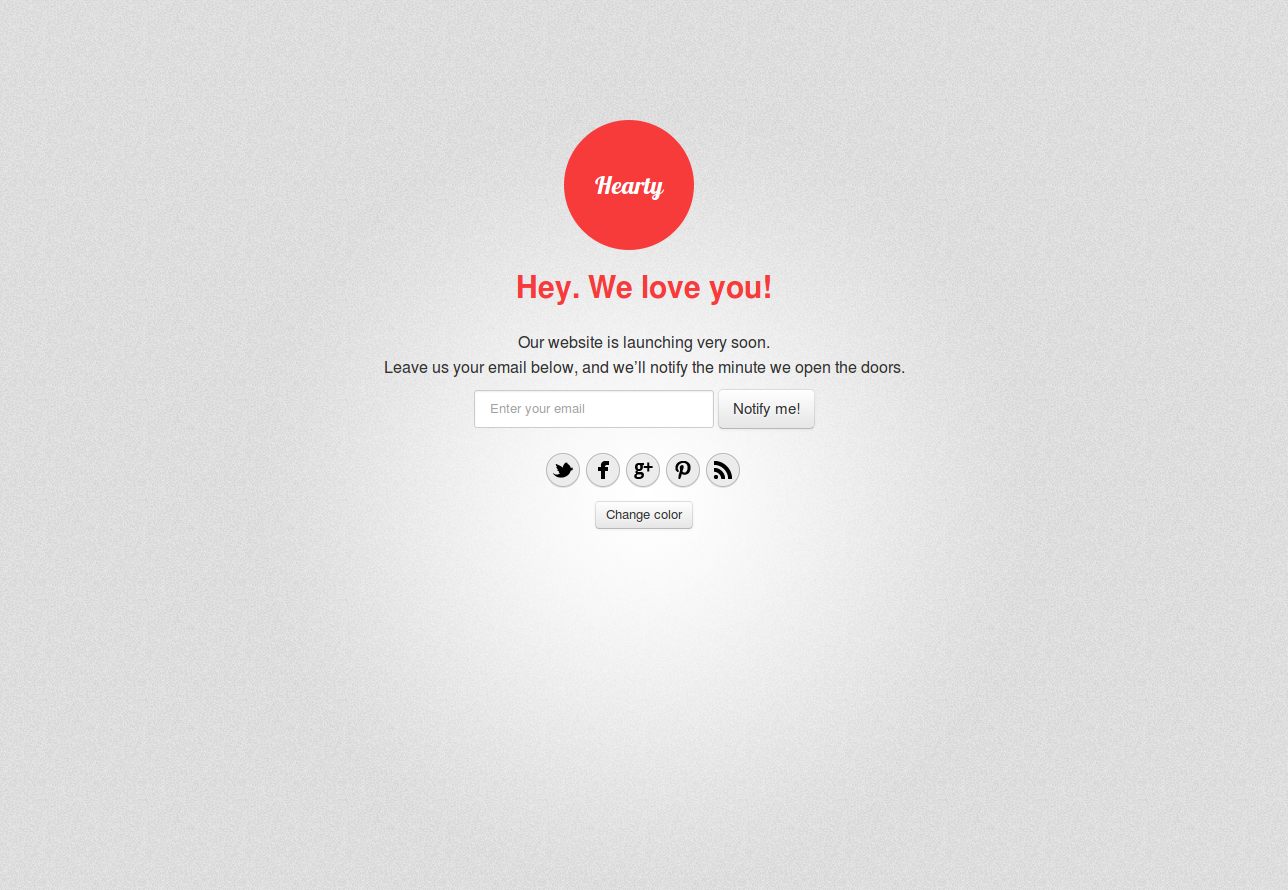 Hearty
Hey. We love you!
Our website is launching very soon.
Leave us your email below, and we’ll notify the minute we open the doors.
Enter your email
Notify me!
Change color